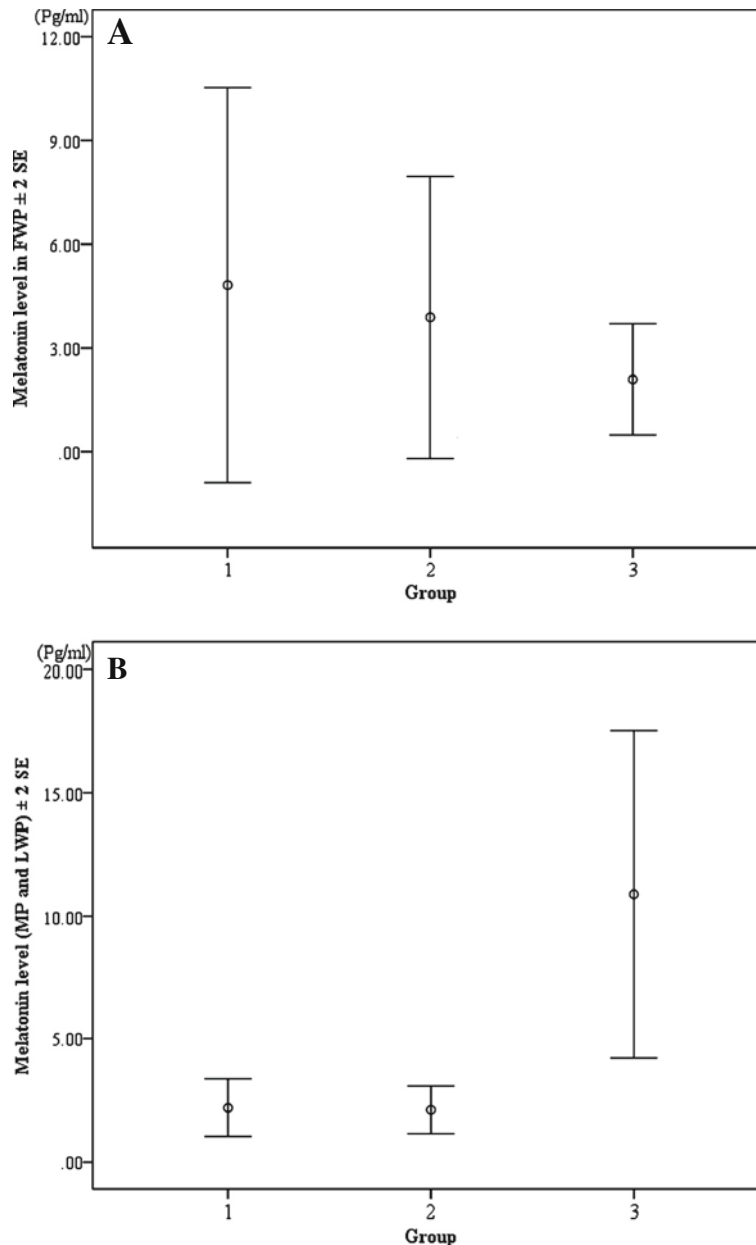 (Pg/ml)
A
12.00
9.00
6.00
3.00
.00
Melatonin level in FWP ± 2 SE
1 2 3
Group
(Pg/ml)
B
20.00
15.00
10.00
5.00
.00
Melatonin level (MP and LWP) ± 2 SE
1 2 3
Group